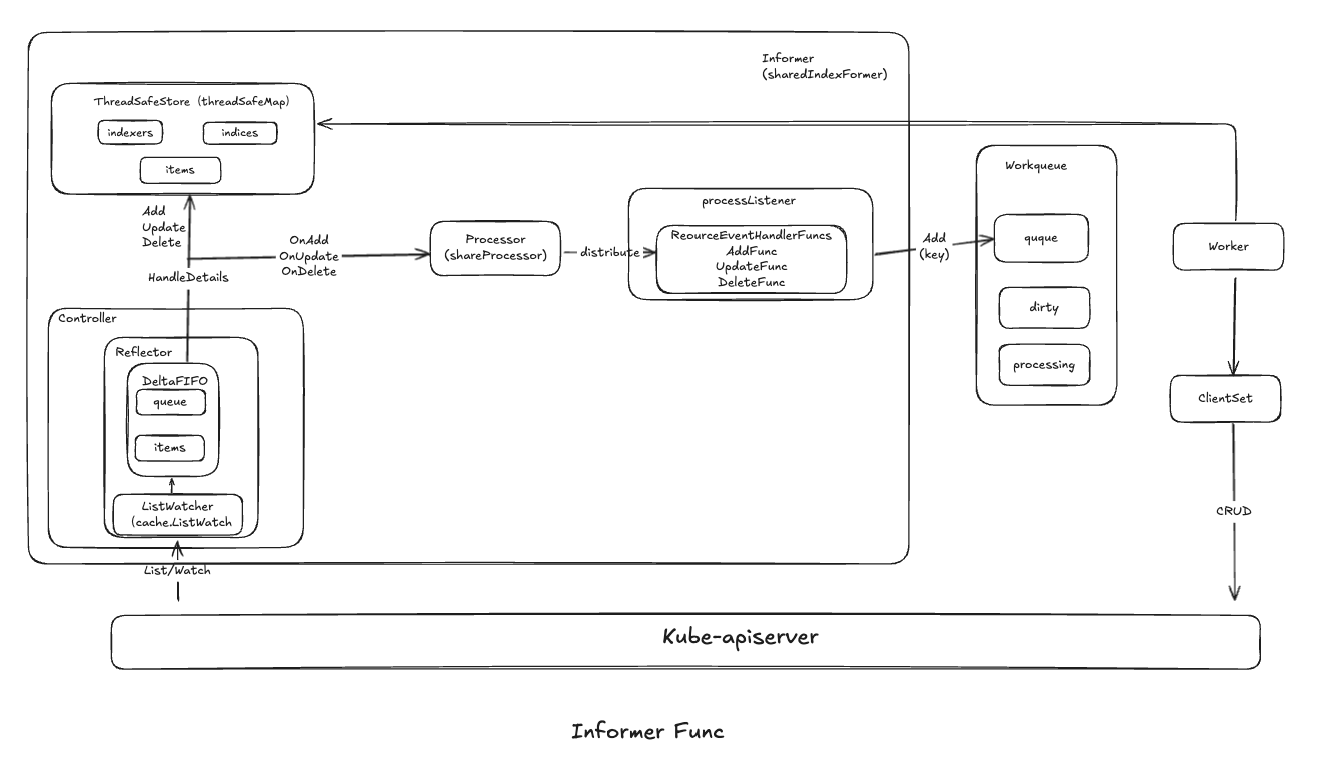 Informer
(sharedIndexFormer)
ThreadSafeStore (threadSafeMap)
indexers
indices
items
Add
Update
Delete
HandleDetails
OnAdd
OnUpdate
OnDelete
Processor
(shareProcessor)
distribute
processListener
ReourceEventHandlerFuncs
AddFunc
UpdateFunc
DeleteFunc
Add
(key)
Workqueue
quque
dirty
processing
Worker
ClientSet
CRUD
Controller
Reflector
DeltaFIFO
queue
items
ListWatcher
(cache.ListWatch
List/Watch
Kube-apiserver
Informer Func